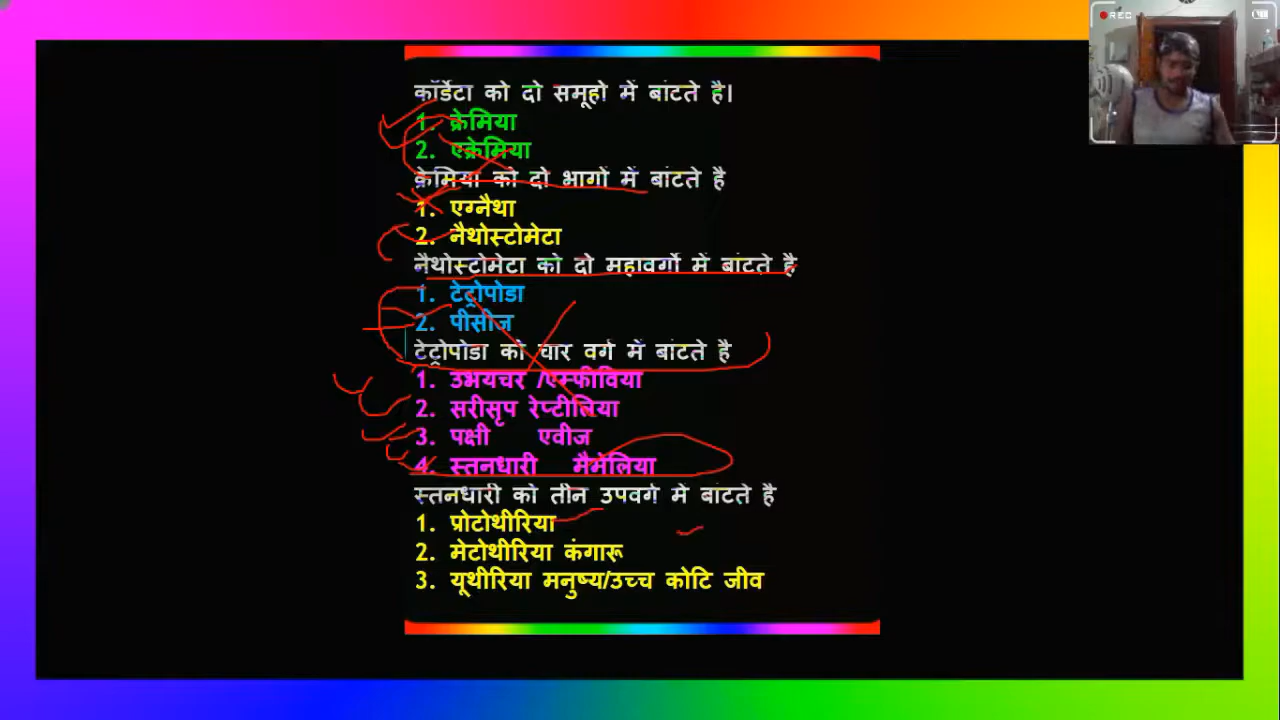 REC
कॉर्डेटा को दो समूहो में बांटते है।
1. क्रेमिया
2. एक्रेमिया
क्रेमिया को दो भागों में बांटते है
1. एग्नैथा
2. नैथोस्टोमेटा
नैथोस्टोमेटा को दो महावर्गो में बांटते है
1. टेट्रोपोडा
2. पीसीज
टेट्रोपोडा को चार वर्ग में बांटते है
1. उभयचर /एम्फीविया
2. सरीसृप रेप्टीलिया
3. पक्षी एवीज
4. स्तनधारी मैमेलिया
स्तनधारी को तीन उपवर्ग में बांटते है
1. प्रोटोथीरिया
2. मेटोथीरिया कंगारू
3. यूथीरिया मनुष्य/उच्च कोटि जीव